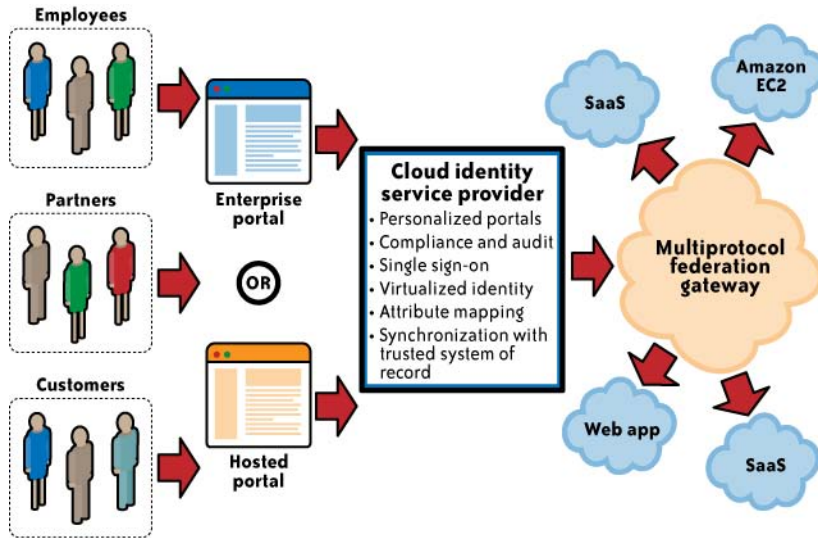 Employees
Partners
Customers
Enterprise
portal
OR
Hosted
portal
Cloud identity
service provider
• Personalized portals
• Compliance and audit
• Single sign-on
• Virtualized identity
• Attribute mapping
• Synchronization with
trusted system of
record
Multiprotocol
federation
gateway
SaaS
Amazon
EC2
Web app
SaaS